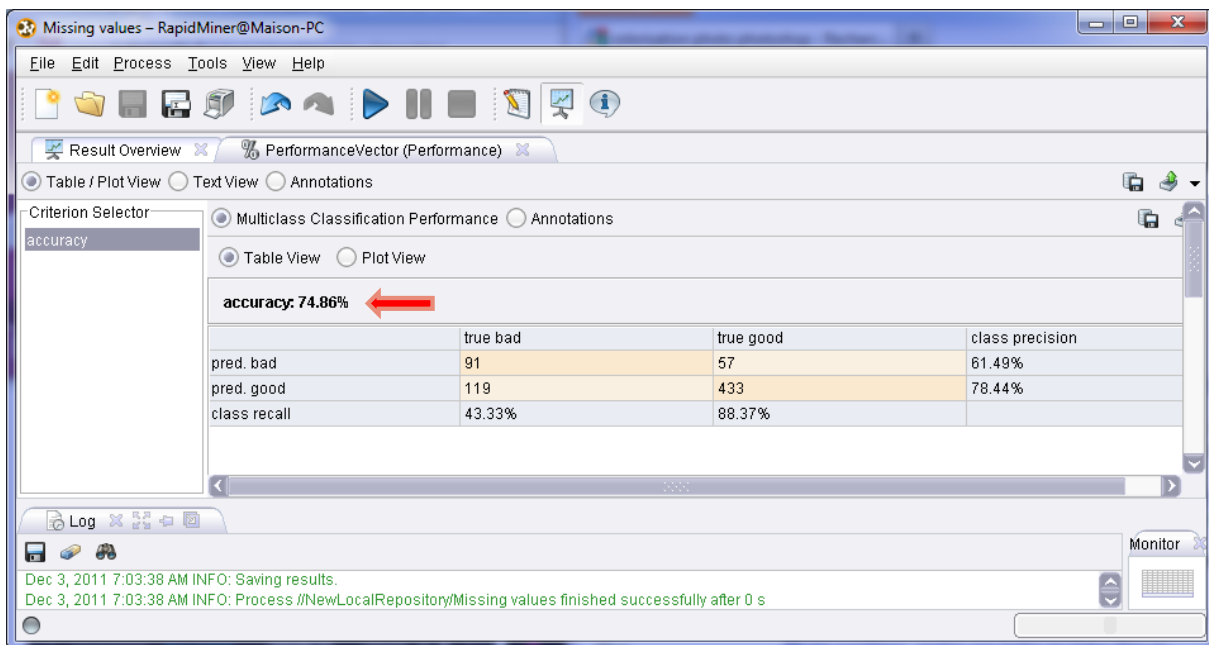 Missing values – RapidMiner@Maison-PC
File Edit Process Tools View Help
Result Overview PerformanceVector (Performance)
Table / Plot View Text View Annotations
Criterion Selector
accuracy
Multiclass Classification Performance Annotations
Table View Plot View
accuracy: 74.86%
true bad true good class precision
pred. bad 91 57 61.49%
pred. good 119 433 78.44%
class recall 43.33% 88.37%
Log
Monitor
Dec 3, 2011 7:03:38 AM INFO: Saving results.
Dec 3, 2011 7:03:38 AM INFO: Process //NewLocalRepository/Missing values finished successfully after 0 s